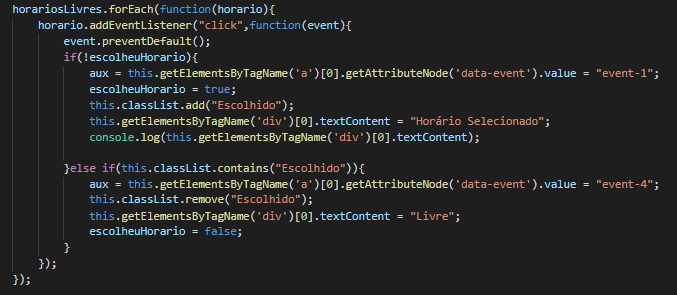 horariosLivres.forEach(function(horario){
    horario.addEventListener("click",function(event){
        event.preventDefault();
        if(!escolheuHorario){
            aux = this.getElementsByTagName('a')[0].getAttributeNode('data-event').value = "event-1";
            escolheuHorario = true;
            this.classList.add("Escolhido");
            this.getElementsByTagName('div')[0].textContent = "Horário Selecionado";
            console.log(this.getElementsByTagName('div')[0].textContent);
        }else if(this.classList.contains("Escolhido")){
            aux = this.getElementsByTagName('a')[0].getAttributeNode('data-event').value = "event-4";
            this.classList.remove("Escolhido");
            this.getElementsByTagName('div')[0].textContent = "Livre";
            escolheuHorario = false;
        }
    });
});